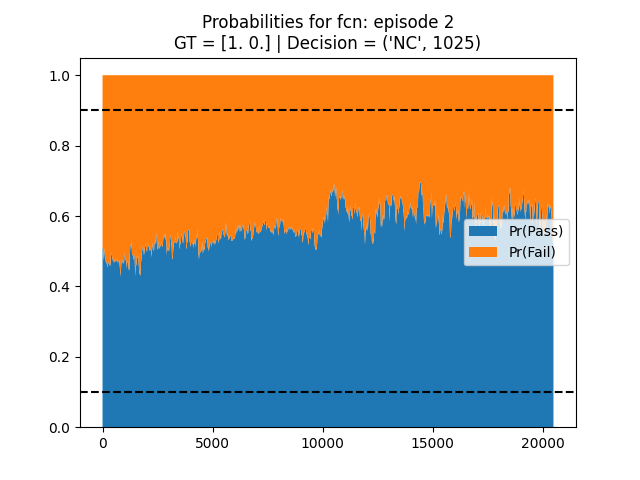 Probabilities for fcn: episode 2
GT = [1. 0.] | Decision = ('NC', 1025)
1.0
0.8
0.6
0.4
0.2
0.0
Pr(Pass)
Pr(Fail)
0 5000 10000 15000 20000